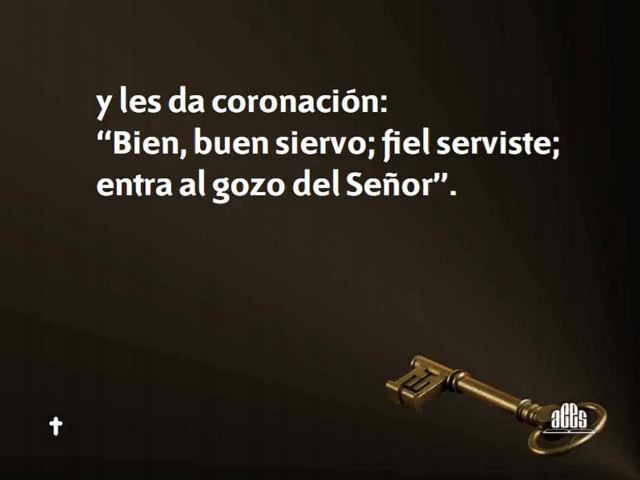 y les da coronación:
“Bien, buen siervo; fiel serviste;
entra al gozo del Señor”.
aces